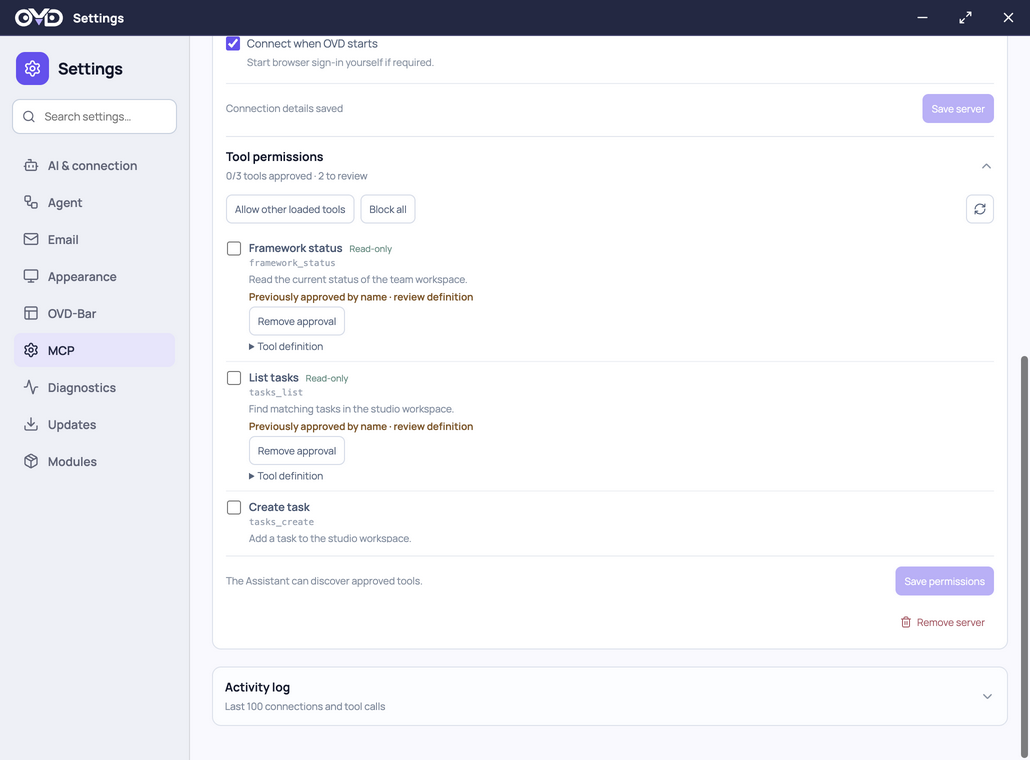 OVD Settings
Settings
Search settings...
AI & connection
Agent
Email
Appearance
OVD-Bar
MCP
Diagnostics
Updates
Modules
Connect when OVD starts
Start browser sign-in yourself if required.
Connection details saved
Save server
Tool permissions
0/3 tools approved · 2 to review
Allow other loaded tools
Block all
Framework status Read-only
framework_status
Read the current status of the team workspace.
Previously approved by name · review definition
Remove approval
Tool definition
List tasks Read-only
tasks_list
Find matching tasks in the studio workspace.
Previously approved by name · review definition
Remove approval
Tool definition
Create task
tasks_create
Add a task to the studio workspace.
The Assistant can discover approved tools.
Save permissions
Remove server
Activity log
Last 100 connections and tool calls